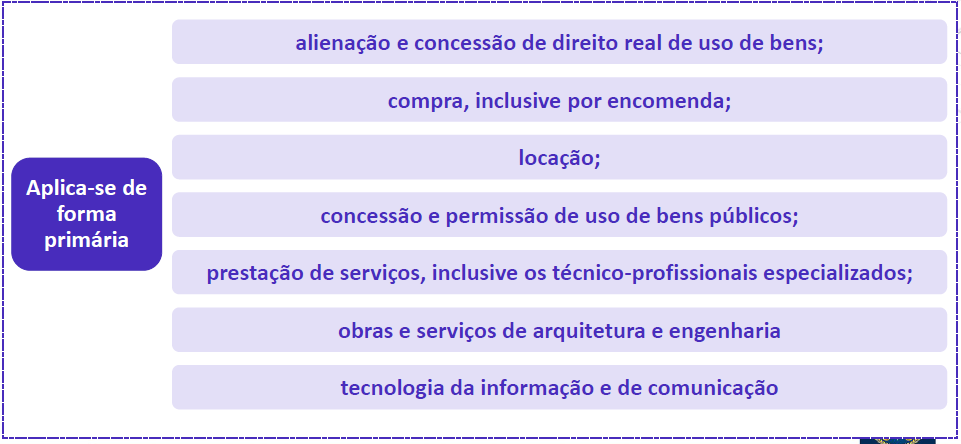 alienação e concessão de direito real de uso de bens;
compra, inclusive por encomenda;
locação;
Aplica-se de
forma
primária
concessão e permissão de uso de bens públicos;
prestação de serviços, inclusive os técnico-profissionais especializados;
obras e serviços de arquitetura e engenharia
tecnologia da informação e de comunicação